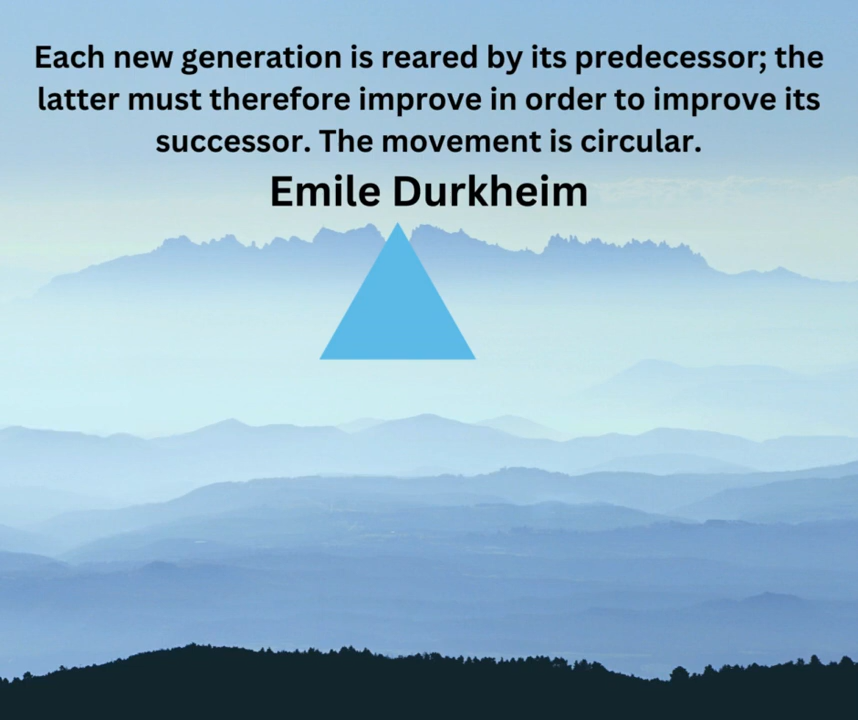 Each new generation is reared by its predecessor; the
latter must therefore improve in order to improve its
successor. The movement is circular.
Emile Durkheim